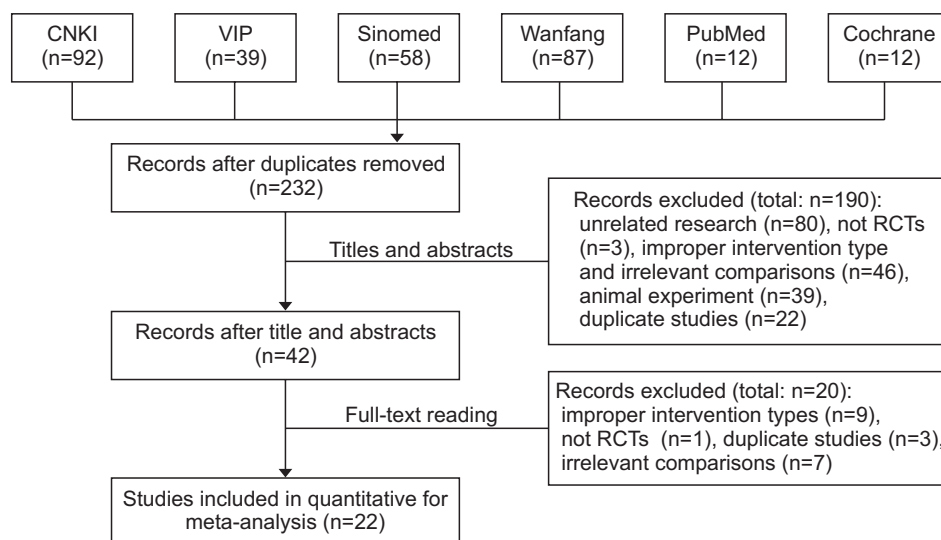 CNKI
(n=92)
VIP
(n=39)
Sinomed
(n=58)
Wanfang
(n=87)
PubMed
(n=12)
Cochrane
(n=12)
Records after duplicates removed
(n=232)
Titles and abstracts
Records excluded (total: n=190):
unrelated research (n=80), not RCTs
(n=3), improper intervention type
and irrelevant comparisons (n=46),
animal experiment (n=39),
duplicate studies (n=22)
Records after title and abstracts
(n=42)
Full-text reading
Records excluded (total: n=20):
improper intervention types (n=9),
not RCTs (n=1), duplicate studies (n=3),
irrelevant comparisons (n=7)
Studies included in quantitative for
meta-analysis (n=22)